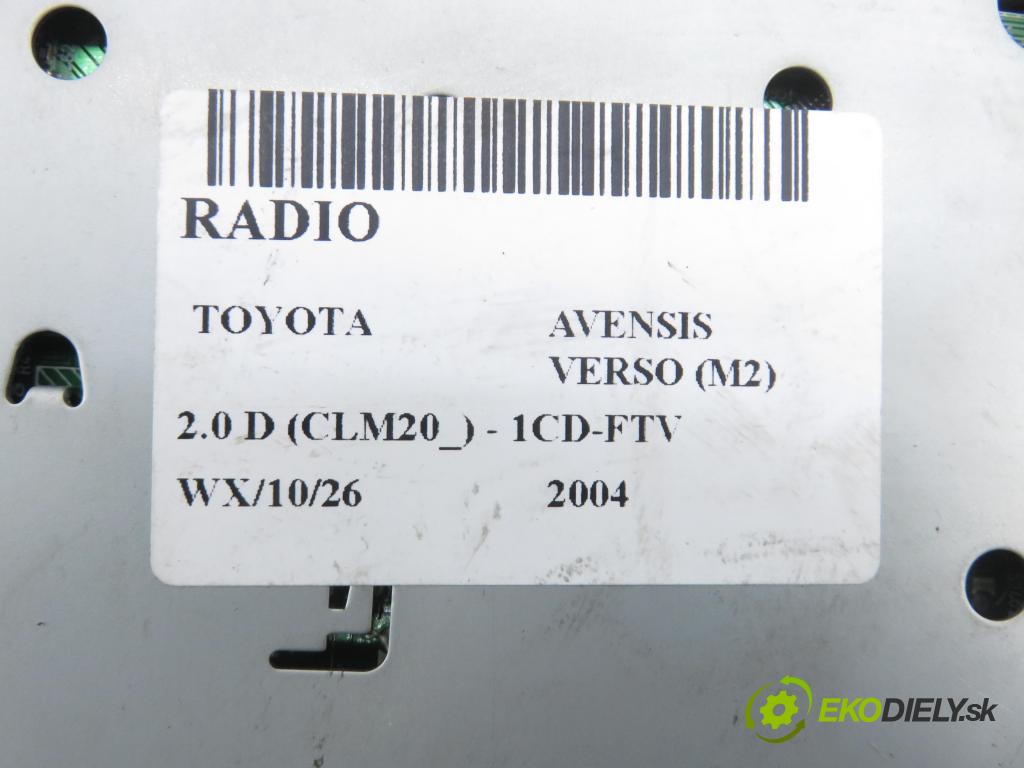 RADIO
TOYOTA AVENSIS
VERSO (M2)
2.0 D (CLM20_) - 1CD-FTV
WX/10/26 2004
EKODIELY.sk